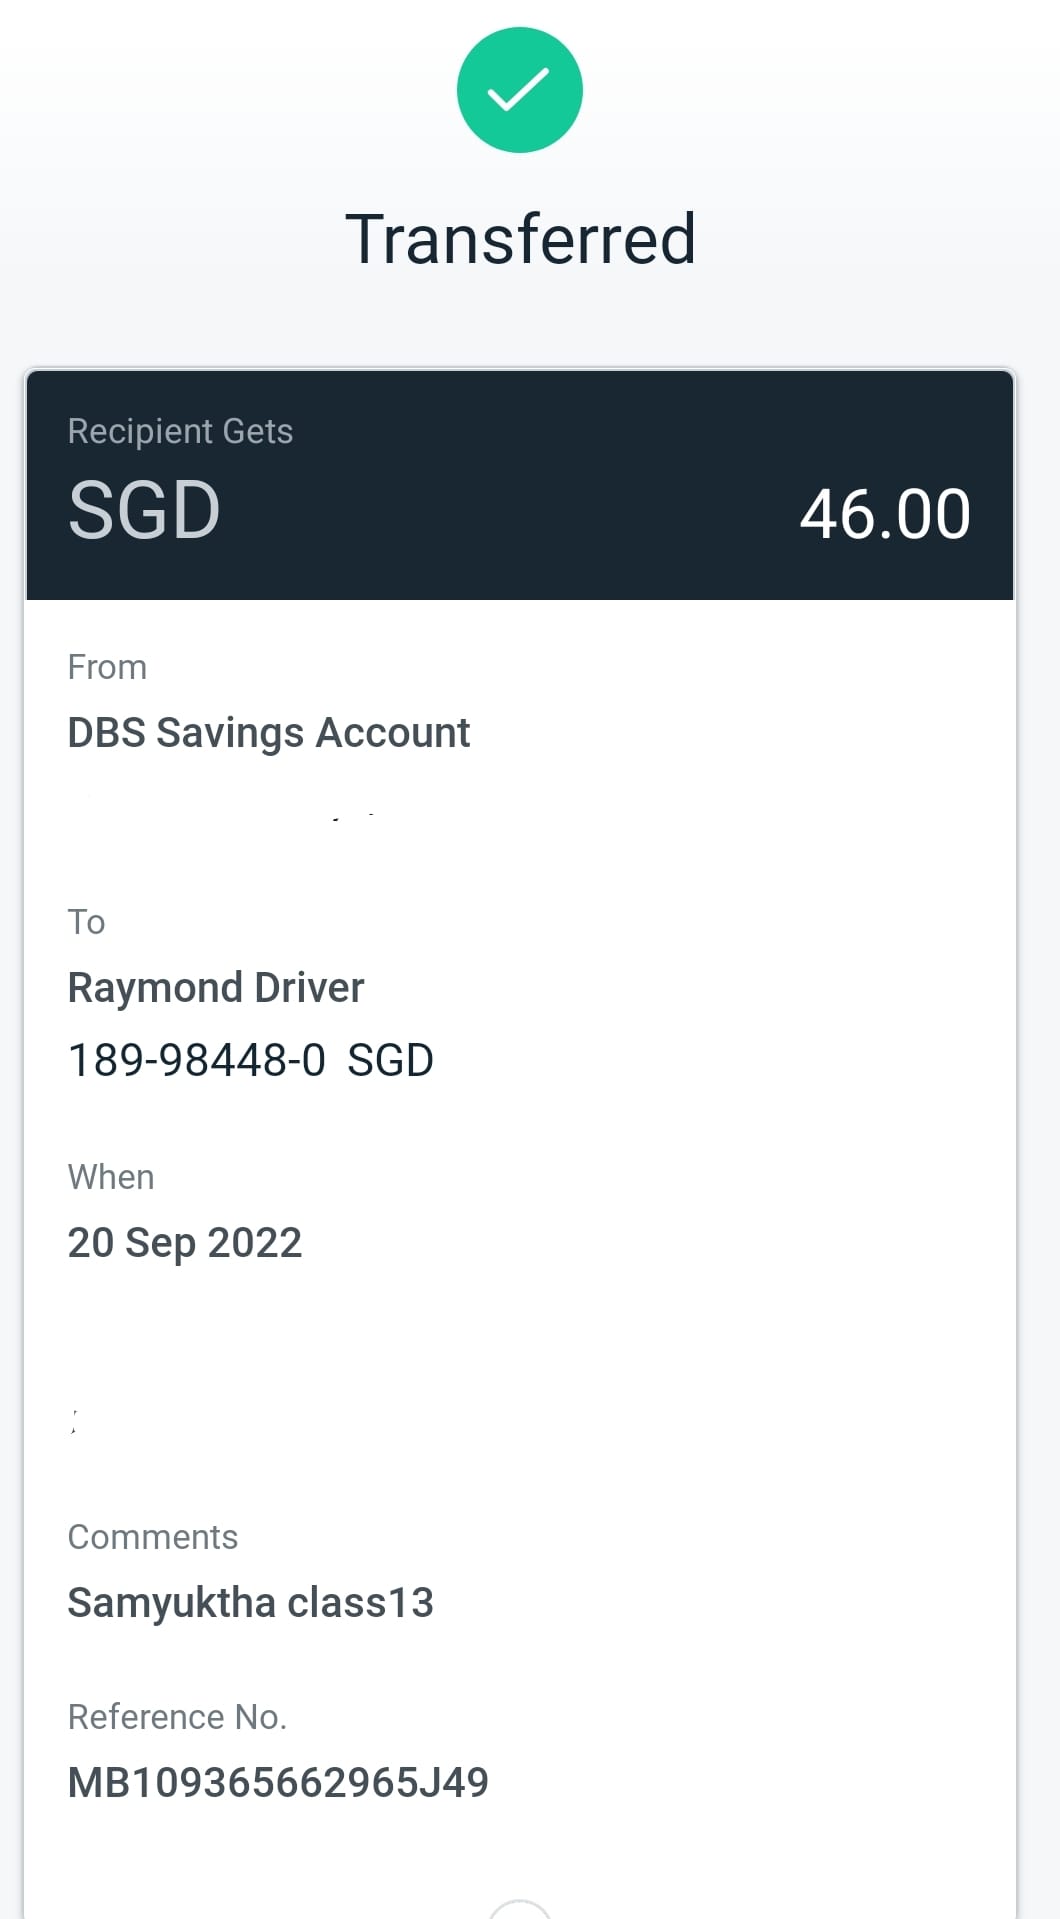 Transferred
Recipient Gets
SGD 46.00
From
DBS Savings Account
To
Raymond Driver
189-98448-0 SGD
When
20 Sep 2022
Comments
Samyuktha class13
Reference No.
MB109365662965J49